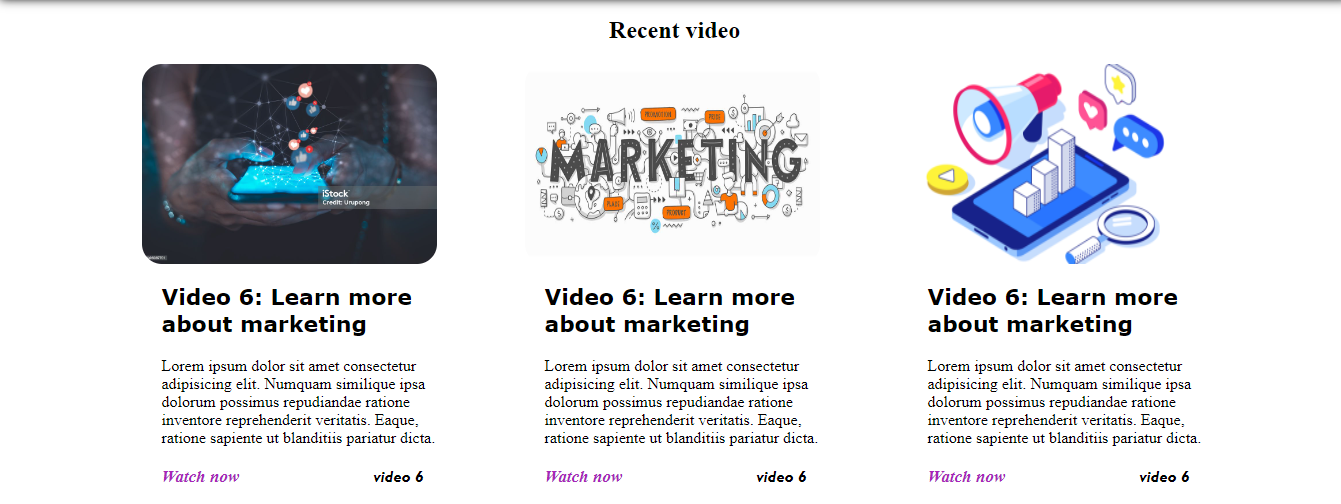 Recent video
iStock
Credit: Urupong
PROMOTION
PRICE
MARKETING
PLACE
PRODUCT
Video 6: Learn more
about marketing
Lorem ipsum dolor sit amet consectetur
adipisicing elit. Numquam similique ipsa
dolorum possimus repudiandae ratione
inventore reprehenderit veritatis. Eaque,
ratione sapiente ut blanditiis pariatur dicta.
Watch now video 6
Video 6: Learn more
about marketing
Lorem ipsum dolor sit amet consectetur
adipisicing elit. Numquam similique ipsa
dolorum possimus repudiandae ratione
inventore reprehenderit veritatis. Eaque,
ratione sapiente ut blanditiis pariatur dicta.
Watch now video 6
Video 6: Learn more
about marketing
Lorem ipsum dolor sit amet consectetur
adipisicing elit. Numquam similique ipsa
dolorum possimus repudiandae ratione
inventore reprehenderit veritatis. Eaque,
ratione sapiente ut blanditiis pariatur dicta.
Watch now video 6